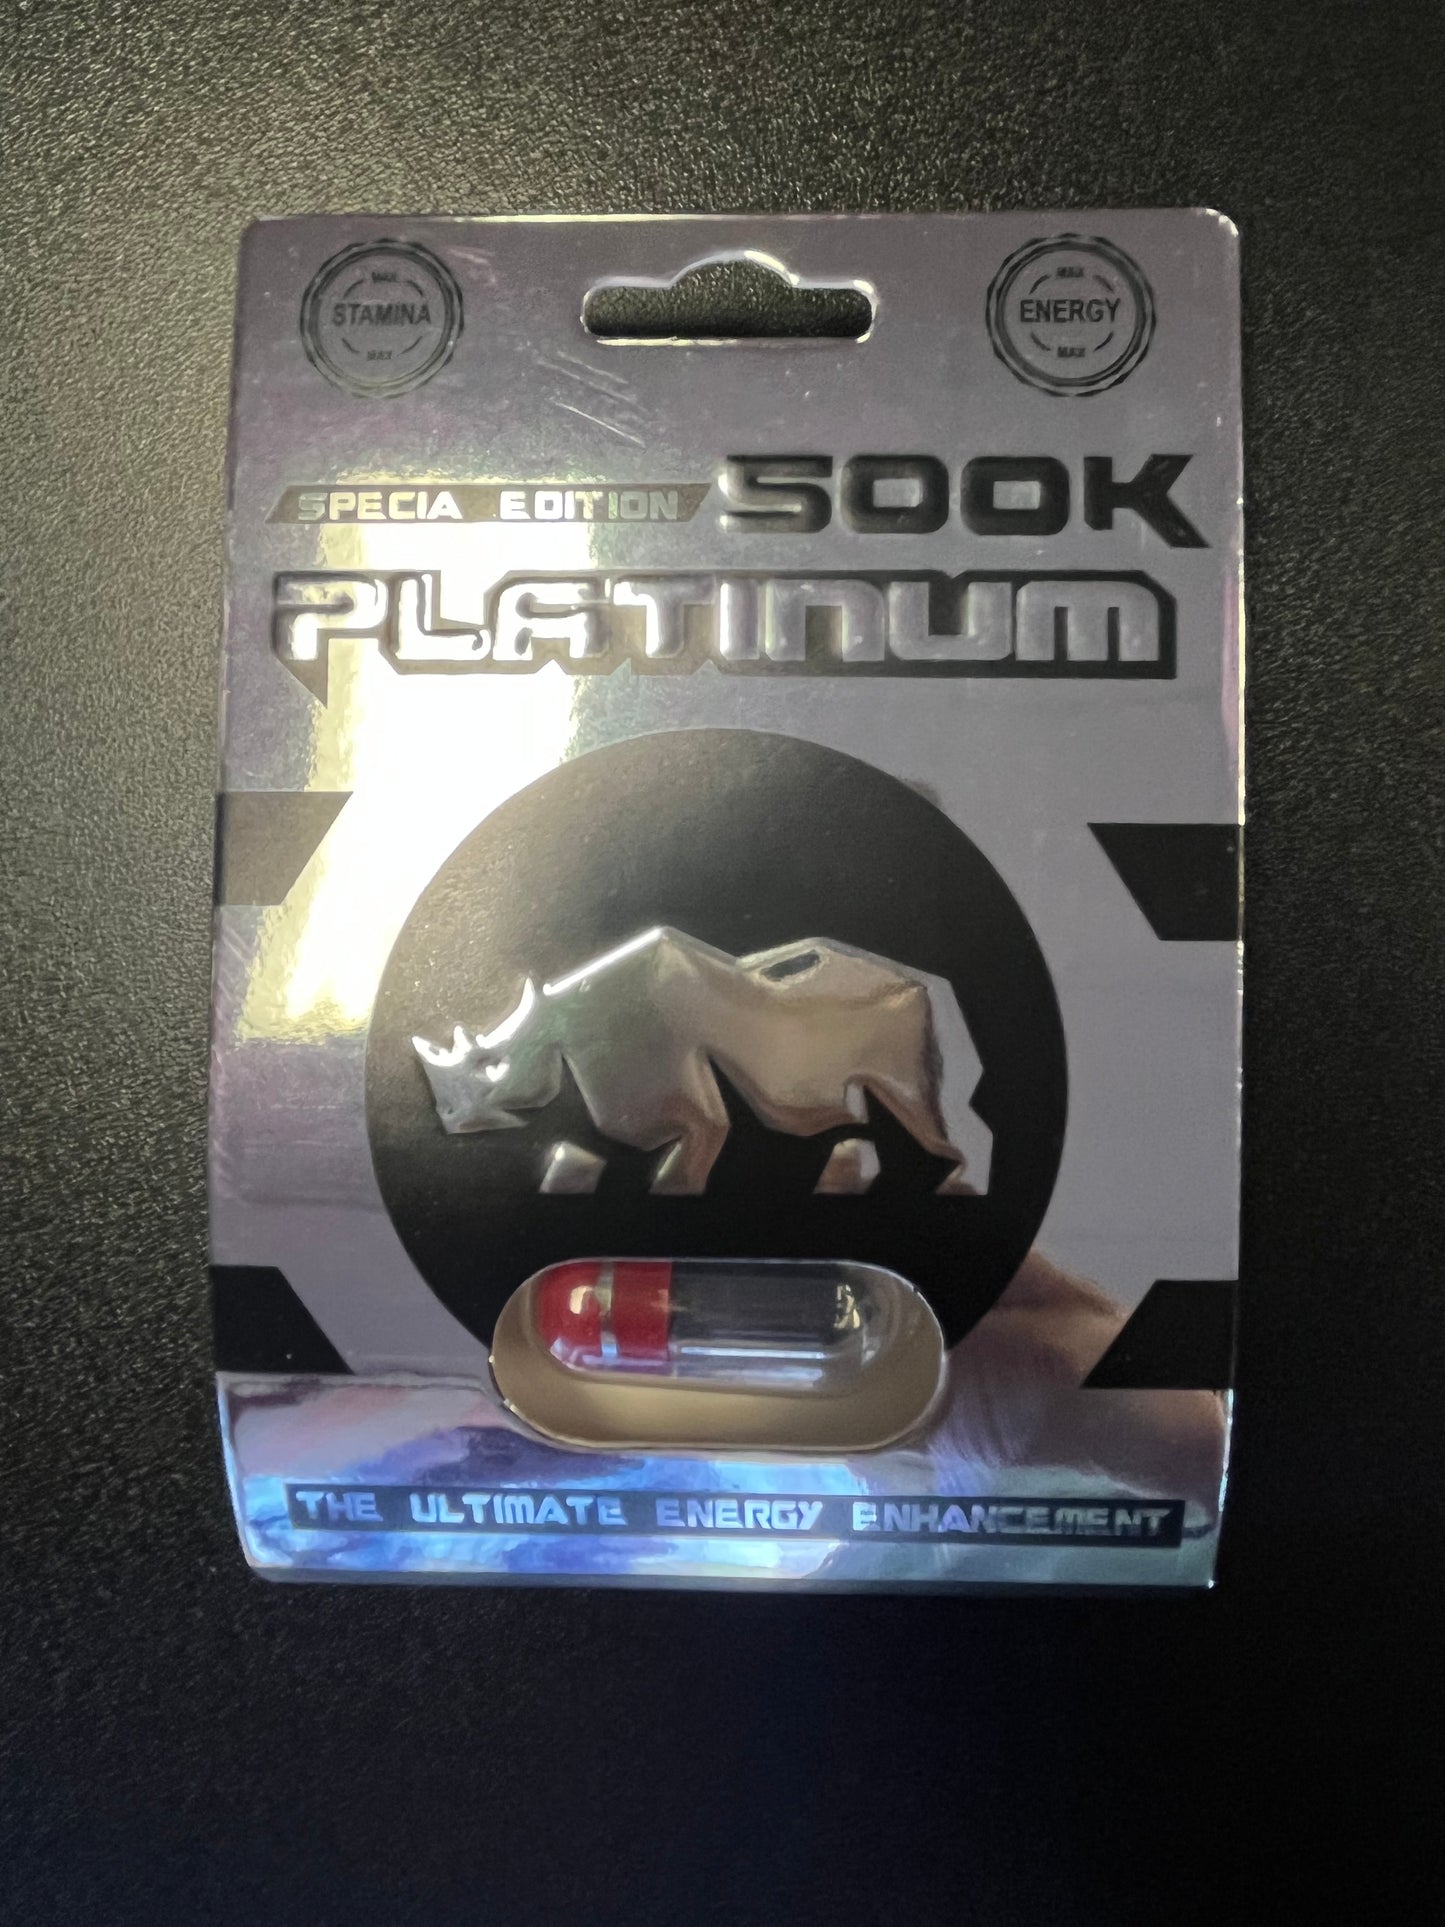 MAX
STAMINA
MAX
MAX
ENERGY
MAX
SPECIA EDITION 500K
PLATINUM
THE ULTIMATE ENERGY ENHANCEMENT